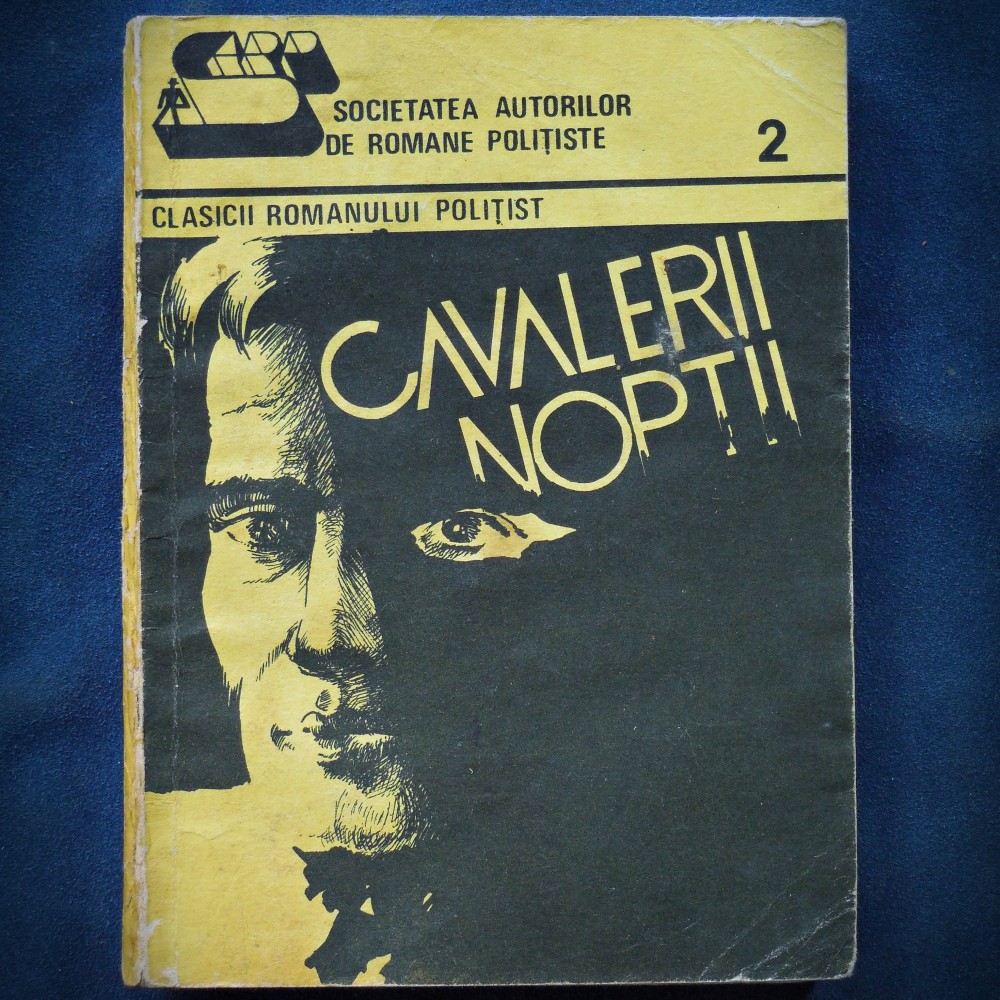 SARP
SOCIETATEA AUTORILOR
DE ROMANE POLIȚISTE
2
CLASICII ROMANULUI POLIȚIST
CAVALERII
NOPȚII